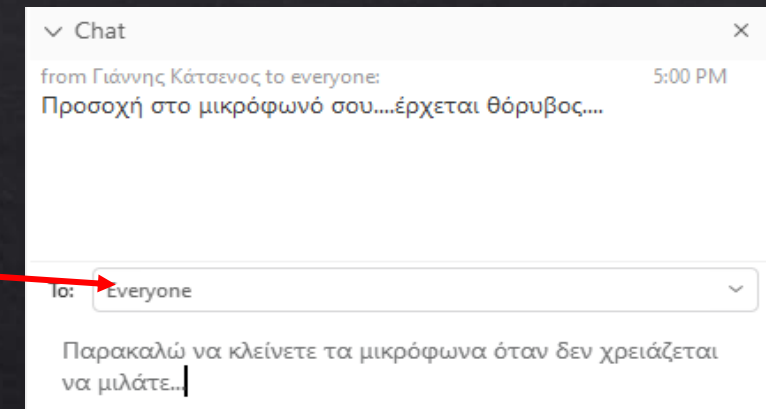 Chat
from Γιάννης Κάτσενος to everyone: 5:00 PM
Προσοχή στο μικρόφωνό σου....έρχεται θόρυβος....
To: Everyone
Παρακαλώ να κλείνετε τα μικρόφωνα όταν δεν χρειάζεται
να μιλάτε...